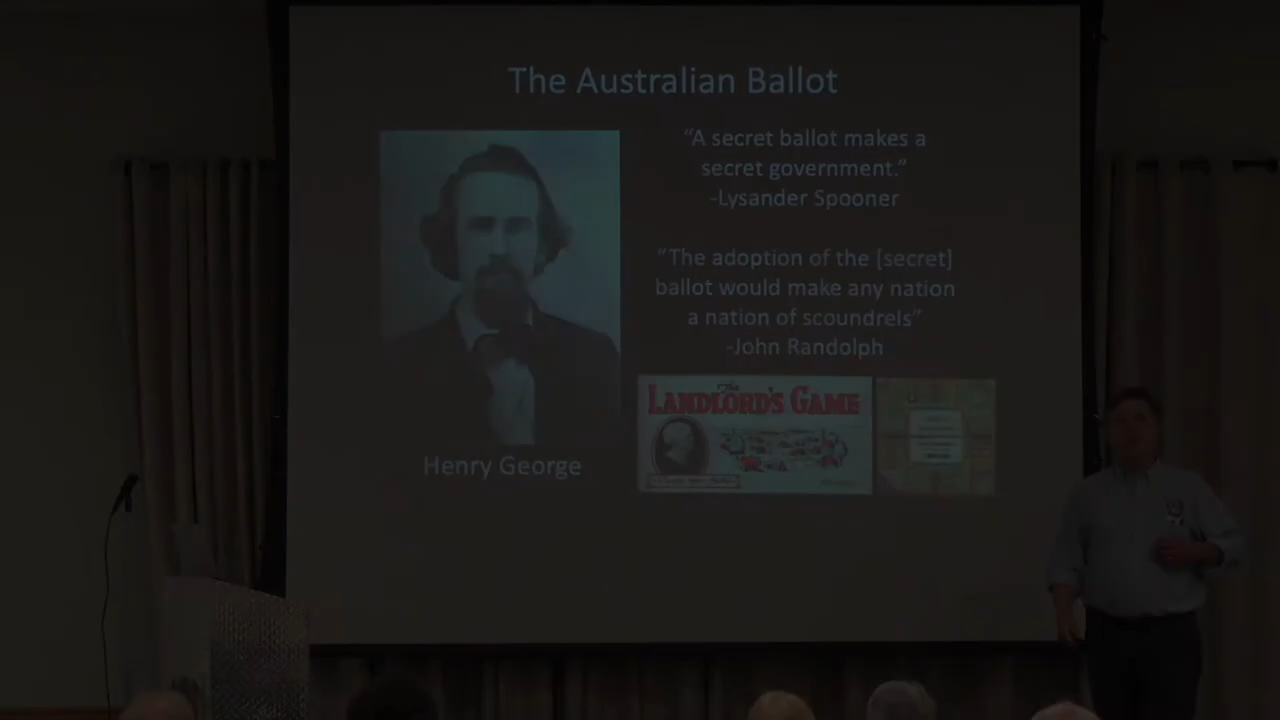 The Australian Ballot
“A secret ballot makes a
secret government.”
-Lysander Spooner
“The adoption of the [secret]
ballot would make any nation
a nation of scoundrels”
-John Randolph
The
LANDLORD'S GAME
Henry George